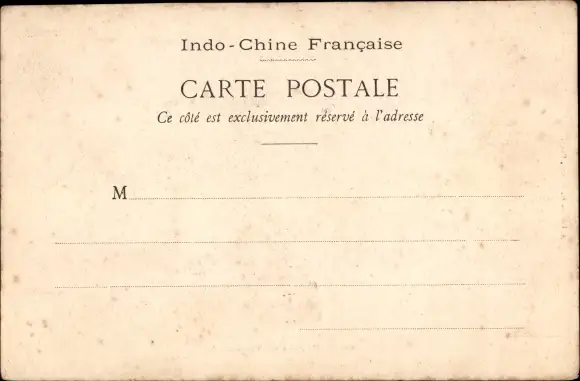 Indo-Chine Française
CARTE POSTALE
Ce côté est exclusivement réservé à l'adresse
M